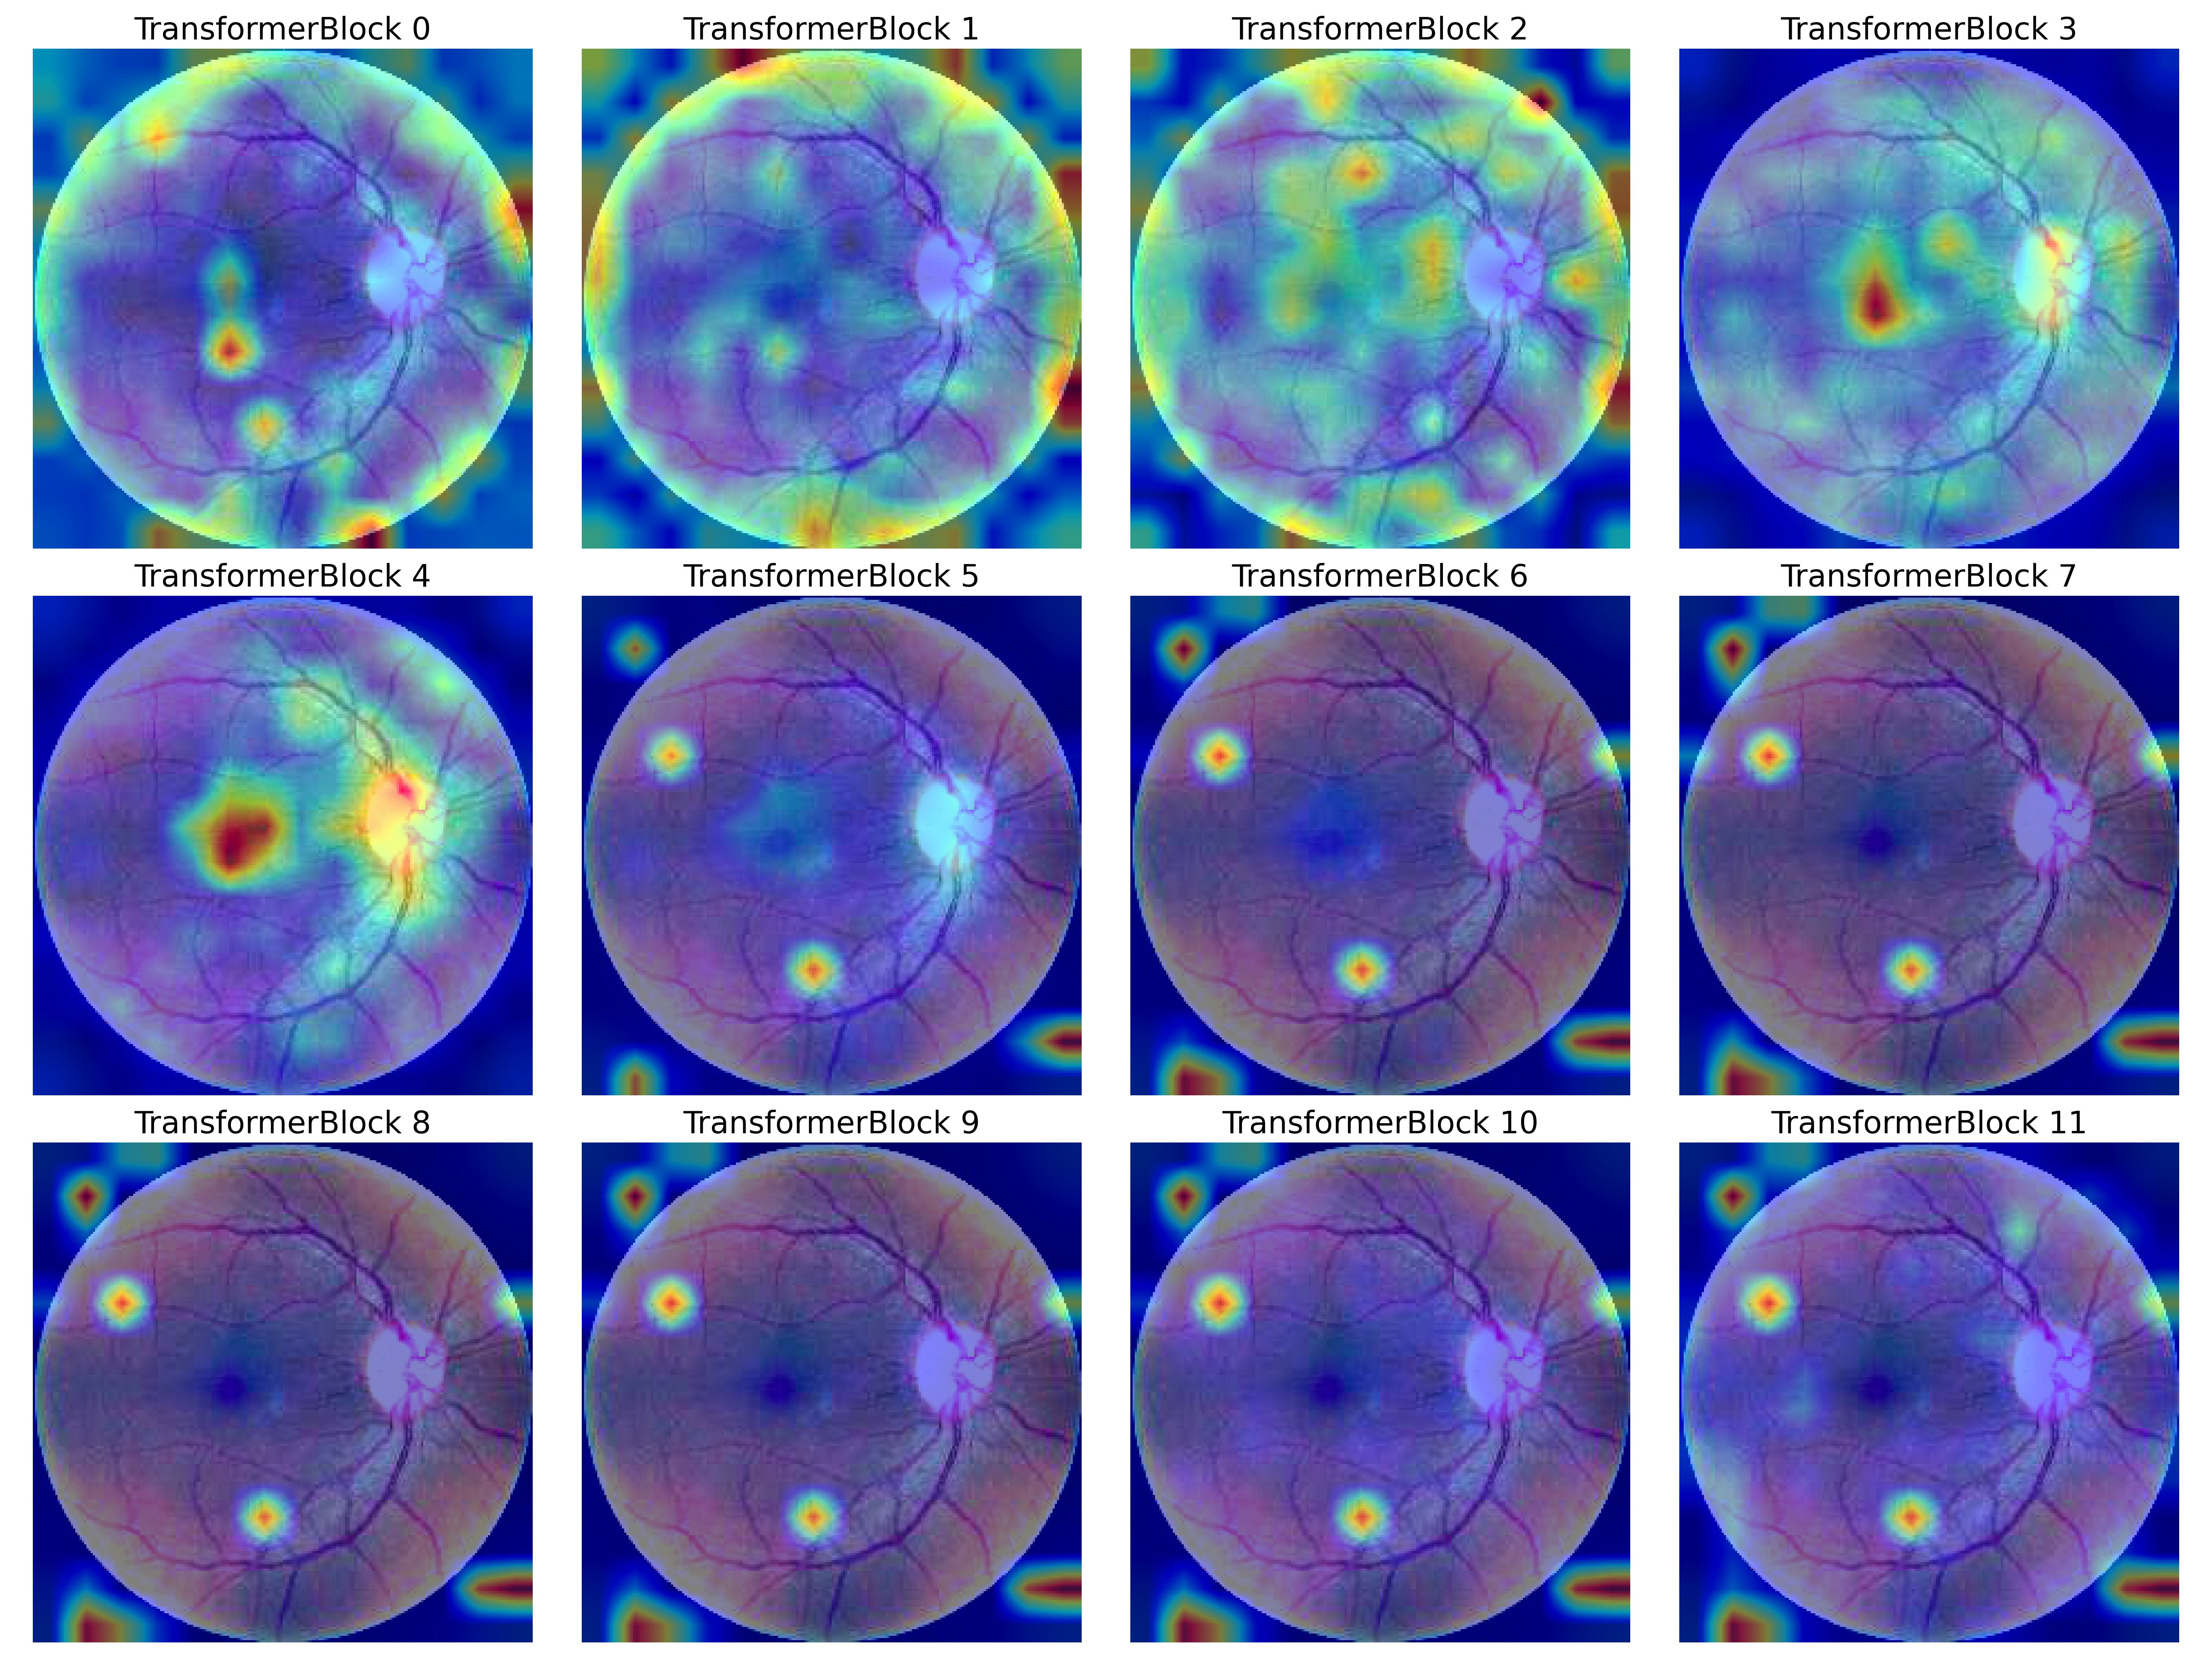 TransformerBlock 0
TransformerBlock 1
TransformerBlock 2
TransformerBlock 3
TransformerBlock 4
TransformerBlock 5
TransformerBlock 6
TransformerBlock 7
TransformerBlock 8
TransformerBlock 9
TransformerBlock 10
TransformerBlock 11